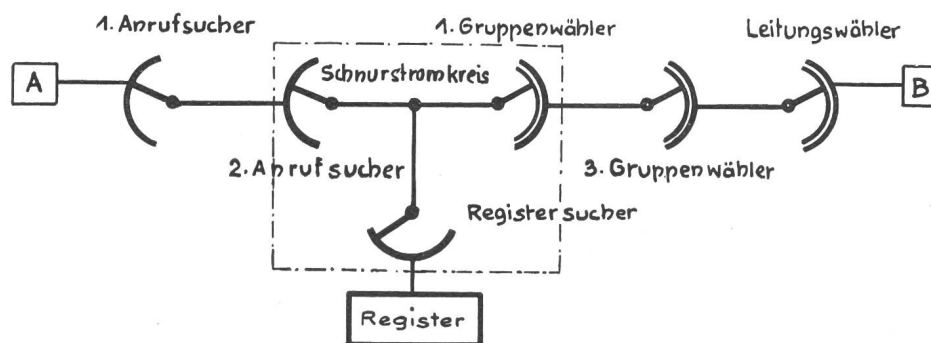 1. Anrufsucher
1. Gruppenwähler
Leitungswähler
A
Schnurstromkreis
B
2. Anrufsucher
3. Gruppenwähler
Registersucher
Register